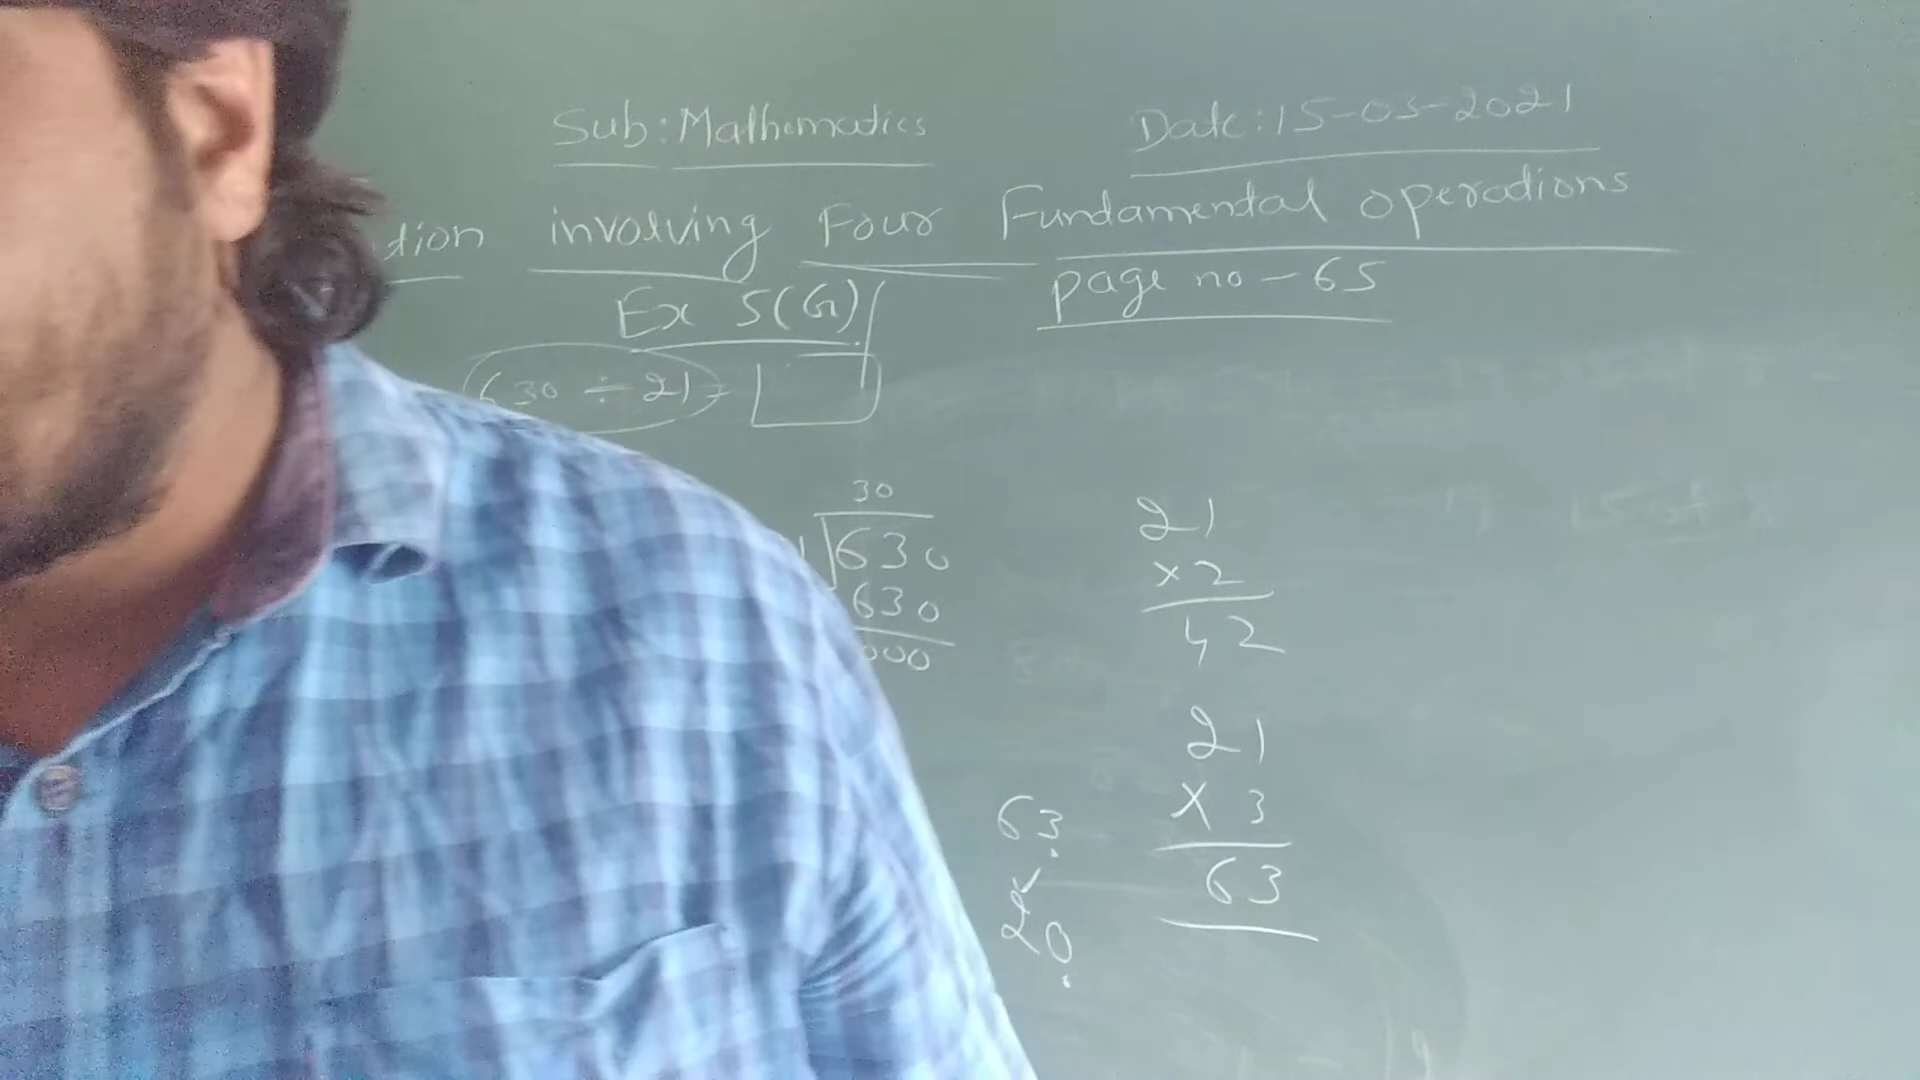 Sub: Mathematics
Date: 15-03-2021
tion involving Four Fundamental operations
Ex 5(G)
page no - 65
630 ÷ 21 =
30
630
630
000
21
x 2
42
21
x 3
63
63